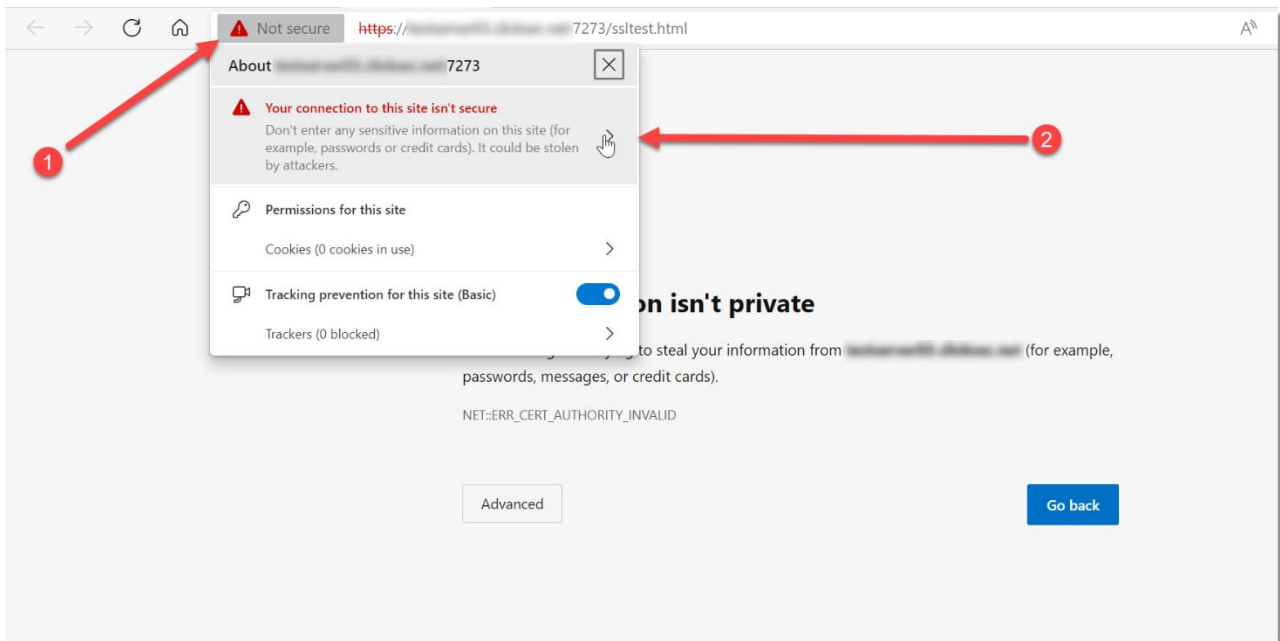 Not secure https:// 7273/ssltest.html A
About 7273
Your connection to this site isn't secure
Don't enter any sensitive information on this site (for
example, passwords or credit cards). It could be stolen
by attackers.
1
2
Permissions for this site
Cookies (0 cookies in use)
Tracking prevention for this site (Basic)
Trackers (0 blocked)
on isn't private
to steal your information from (for example,
passwords, messages, or credit cards).
NET::ERR_CERT_AUTHORITY_INVALID
Advanced
Go back